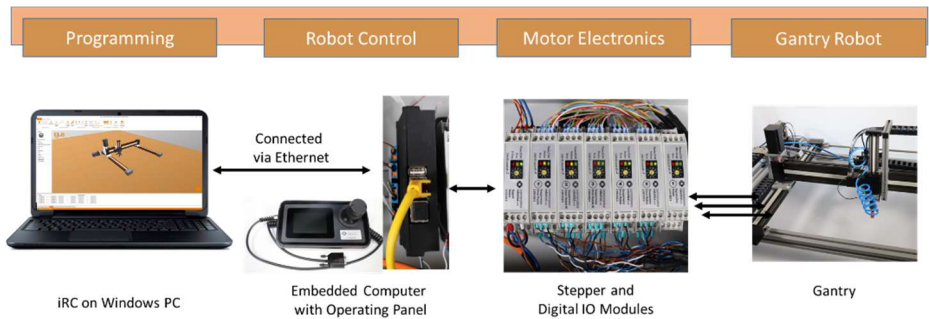 Programming
Robot Control
Motor Electronics
Gantry Robot
Connected
via Ethernet
iRC on Windows PC
Embedded Computer
with Operating Panel
Stepper and
Digital IO Modules
Gantry